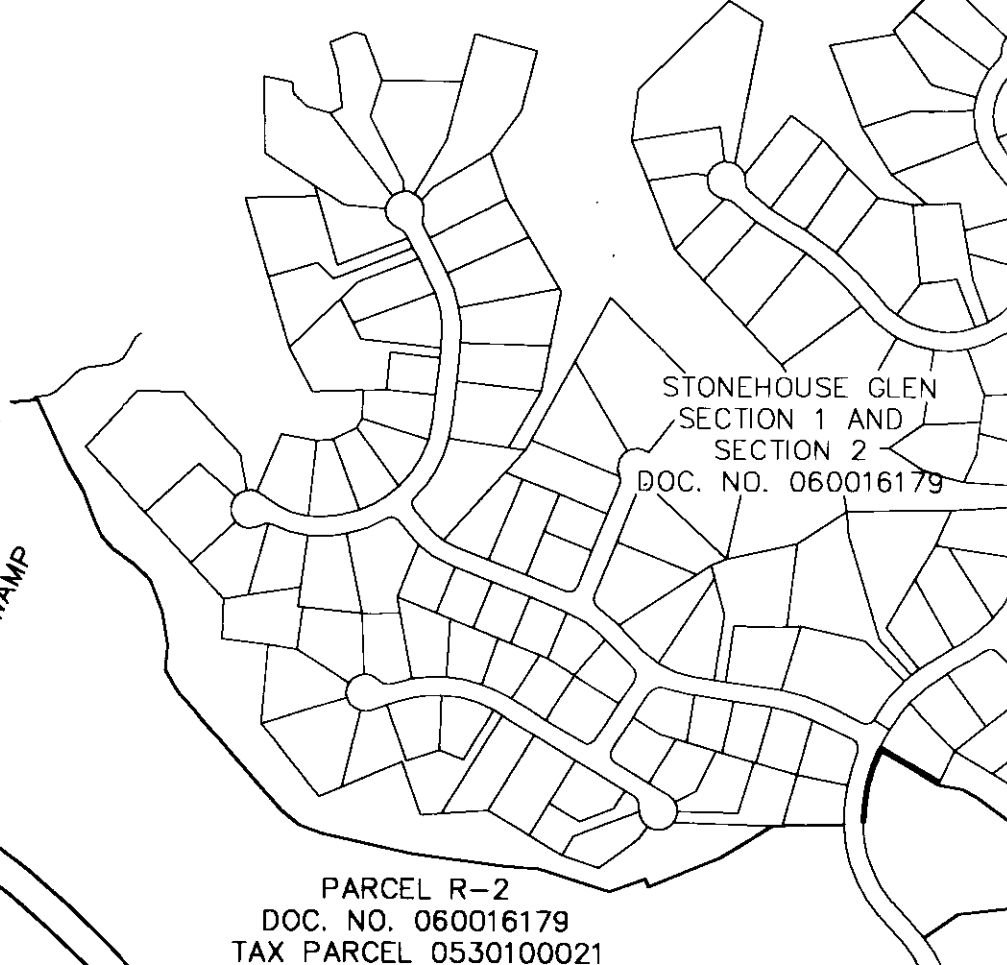 STONEHOUSE GLEN
SECTION 1 AND
SECTION 2
DOC. NO. 060016179
PARCEL R-2
DOC. NO. 060016179
TAX PARCEL 0530100021